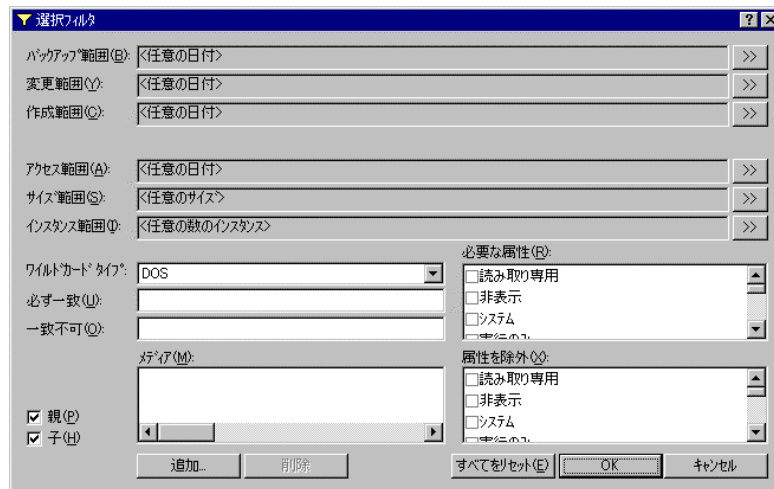 選択フィルタ
バックアップ範囲(B): <任意の日付> >>
変更範囲(Y): <任意の日付> >>
作成範囲(C): <任意の日付> >>
アクセス範囲(A): <任意の日付> >>
サイズ範囲(S): <任意のサイズ> >>
インスタンス範囲(I): <任意の数のインスタンス> >>
ワイルドカード タイプ: DOS
必ず一致(U):
一致不可(O):
必要な属性(R):
読み取り専用
非表示
システム
実行のみ
メディア(M):
属性を除外(X):
読み取り専用
非表示
システム
実行のみ
親(P)
子(H)
追加... 削除 すべてをリセット(E) OK キャンセル